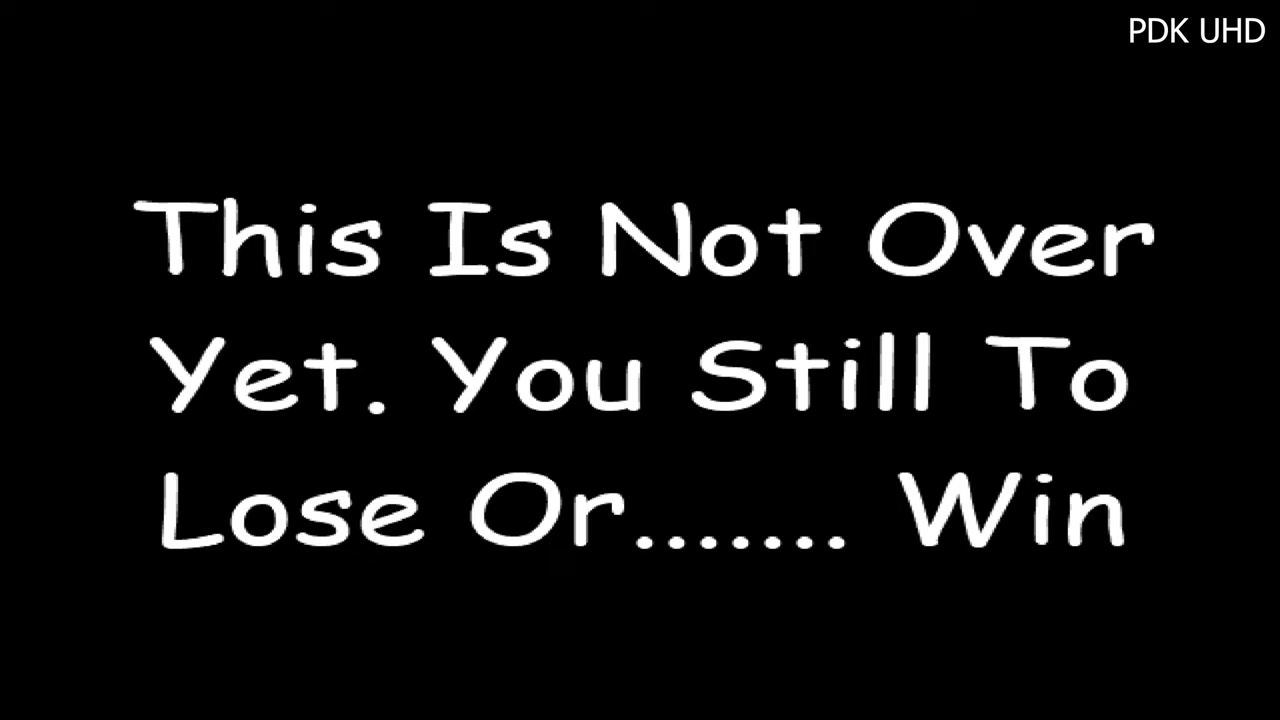 PDK UHD
This Is Not Over
Yet. You Still To
Lose Or....... Win